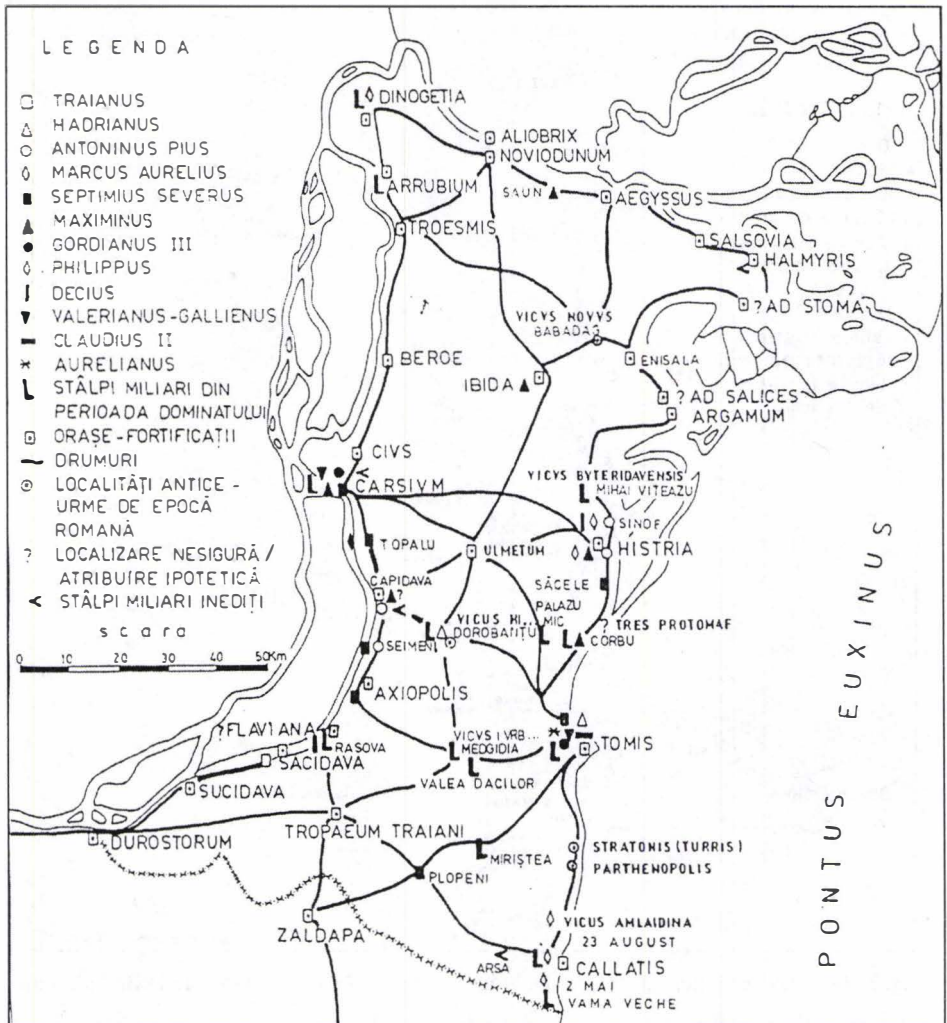 LEGENDA
TRAIANUS
HADRIANUS
ANTONINUS PIUS
MARCUS AURELIUS
SEPTIMIUS SEVERUS
MAXIMINUS
GORDIANUS III
PHILIPPUS
DECIUS
VALERIANUS-GALLIENUS
CLAUDIUS II
AURELIANUS
STÂLPI MILIARI DIN
PERIOADA DOMINATULUI
ORAȘE-FORTIFICAȚII
DRUMURI
LOCALITĂȚI ANTICE -
URME DE EPOCĂ
ROMANĂ
? LOCALIZARE NESIGURĂ /
ATRIBUIRE IPOTETICĂ
STÂLPI MILIARI INEDIȚI
scara
10 0 10 20 30 40 50Km
DINOGETIA
ALIOBRIX
NOVIODUNUM
ARRUBIUM
SAUN
AEGYSSUS
TROESMIS
SALSOVIA
HALMYRIS
? AD STOMA
VICVS NOVVS
BABADAG
BEROE
ENISALA
IBIDA
? AD SALICES
ARGAMUM
CIVS
CARSIVM
VICVS BYTERIDAVENSIS
MIHAI VITEAZU
SINOE
TOPALU
ULMETUM
HISTRIA
CAPIDAVA
?
SĂCELE
PALAZU
MIC
VICUS HI...
DOROBANȚU
? TRES PROTOMAE
CORBU
SEIMENI
AXIOPOLIS
? FLAVIANA
RASOVA
SACIDAVA
VICVS I VRB...
MEDGIDIA
TOMIS
VALEA DACILOR
SUCIDAVA
DUROSTORUM
TROPAEUM TRAIANI
MIRIȘTEA
STRATONIS (TURRIS)
PARTHENOPOLIS
PLOPENI
ZALDAPA
VICUS AMLAIDINA
23 AUGUST
ARSA
CALLATIS
2 MAI
VAMA VECHE
PONTUS EUXINUS